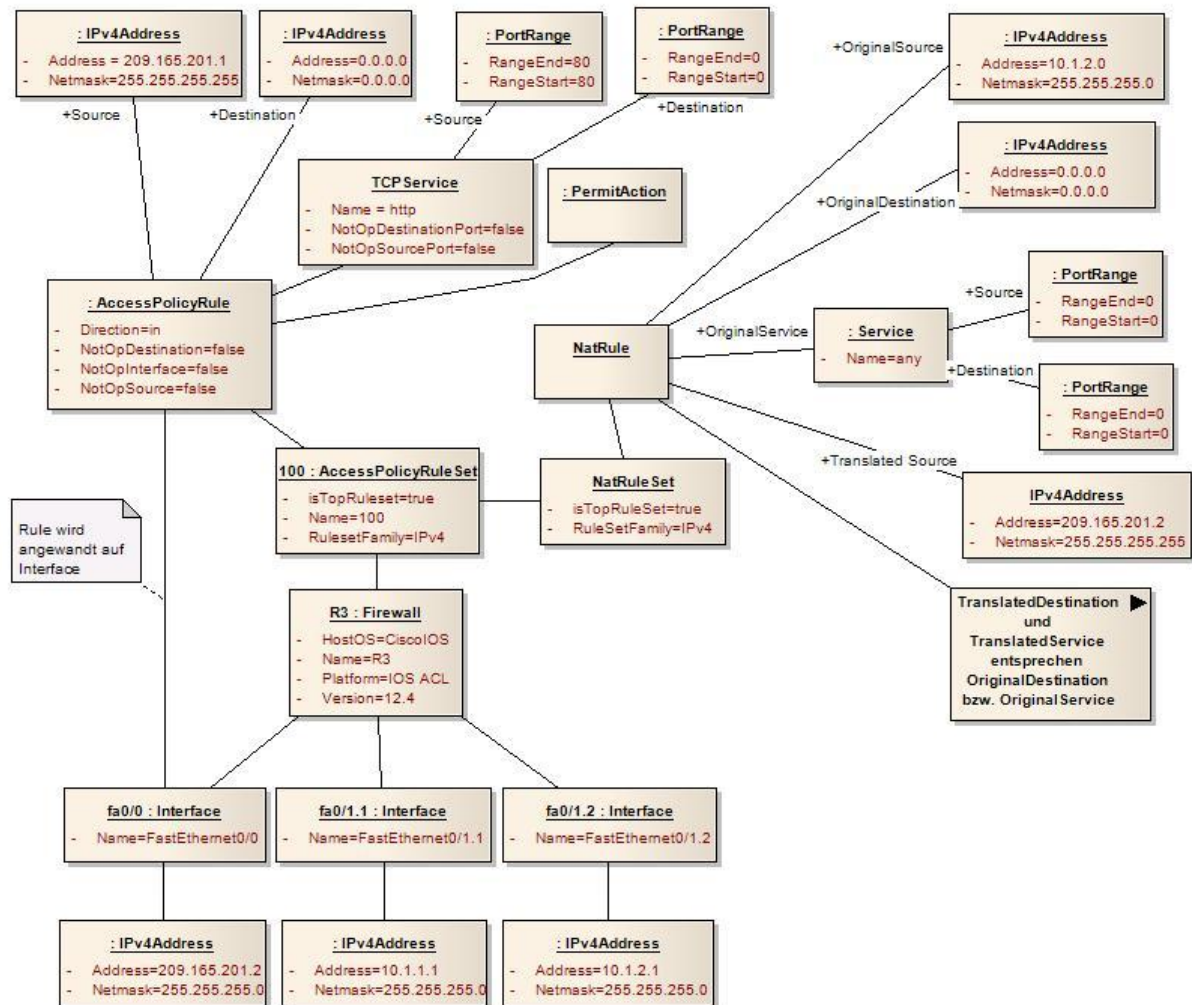 : IPv4Address
- Address = 209.165.201.1
- Netmask=255.255.255.255
: IPv4Address
- Address=0.0.0.0
- Netmask=0.0.0.0
: PortRange
- RangeEnd=80
- RangeStart=80
: PortRange
- RangeEnd=0
- RangeStart=0
+OriginalSource
: IPv4Address
- Address=10.1.2.0
- Netmask=255.255.255.0
+Source
+Destination
+Source
+Destination
TCPService
- Name = http
- NotOpDestinationPort=false
- NotOpSourcePort=false
: PermitAction
: IPv4Address
- Address=0.0.0.0
- Netmask=0.0.0.0
+OriginalDestination
: AccessPolicyRule
- Direction=in
- NotOpDestination=false
- NotOpInterface=false
- NotOpSource=false
NatRule
+OriginalService
: Service
- Name=any
+Source
: PortRange
- RangeEnd=0
- RangeStart=0
+Destination
: PortRange
- RangeEnd=0
- RangeStart=0
100 : AccessPolicyRuleSet
- isTopRuleset=true
- Name=100
- RulesetFamily=IPv4
NatRuleSet
- isTopRuleSet=true
- RuleSetFamily=IPv4
+Translated Source
IPv4Address
- Address=209.165.201.2
- Netmask=255.255.255.255
Rule wird
angewandt auf
Interface
R3 : Firewall
- HostOS=CiscoIOS
- Name=R3
- Platform=IOS ACL
- Version=12.4
TranslatedDestination
und
TranslatedService
entsprechen
OriginalDestination
bzw. OriginalService
fa0/0 : Interface
- Name=FastEthernet0/0
fa0/1.1 : Interface
- Name=FastEthernet0/1.1
fa0/1.2 : Interface
- Name=FastEthernet0/1.2
: IPv4Address
- Address=209.165.201.2
- Netmask=255.255.255.0
: IPv4Address
- Address=10.1.1.1
- Netmask=255.255.255.0
: IPv4Address
- Address=10.1.2.1
- Netmask=255.255.255.0